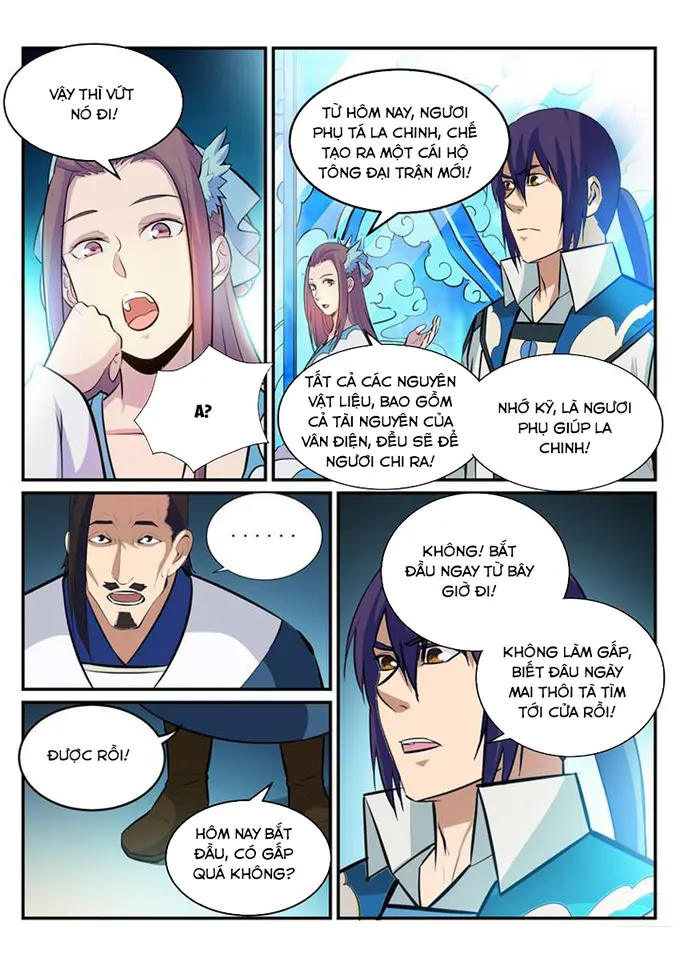 VẬY THÌ VỨT
NÓ ĐI!
TỪ HÔM NAY, NGƯƠI
PHỤ TÁ LA CHINH, CHẾ
TẠO RA MỘT CÁI HỘ
TÔNG ĐẠI TRẬN MỚI!
A?
TẤT CẢ CÁC NGUYÊN
VẬT LIỆU, BAO GỒM
CẢ TÀI NGUYÊN CỦA
VÂN ĐIỆN, ĐỀU SẼ ĐỂ
NGƯƠI CHI RA!
NHỚ KỸ, LÀ NGƯƠI
PHỤ GIÚP LA
CHINH!
......
KHÔNG! BẮT
ĐẦU NGAY TỪ BÂY
GIỜ ĐI!
KHÔNG LÀM GẤP,
BIẾT ĐÂU NGÀY
MAI THÔI TÀ TÌM
TỚI CỬA RỒI!
ĐƯỢC RỒI!
HÔM NAY BẮT
ĐẦU, CÓ GẤP
QUÁ KHÔNG?